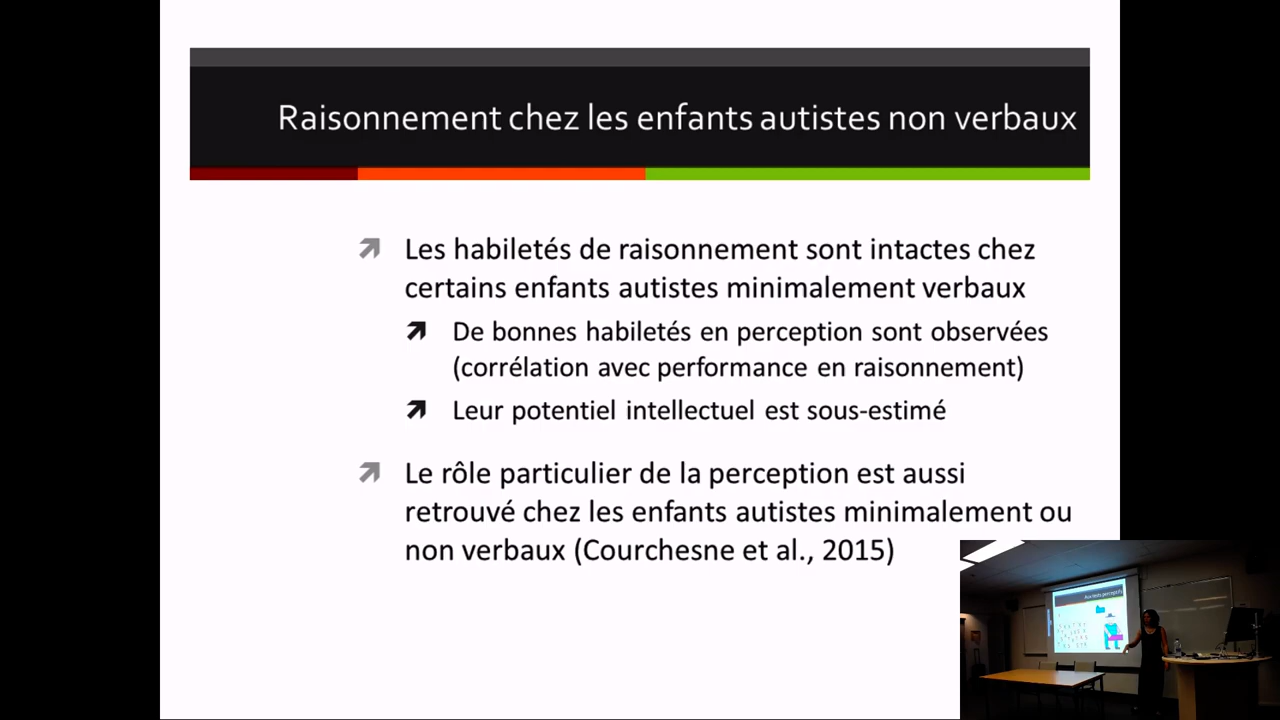 Raisonnement chez les enfants autistes non verbaux
Les habiletés de raisonnement sont intactes chez
certains enfants autistes minimalement verbaux
De bonnes habiletés en perception sont observées
(corrélation avec performance en raisonnement)
Leur potentiel intellectuel est sous-estimé
Le rôle particulier de la perception est aussi
retrouvé chez les enfants autistes minimalement ou
non verbaux (Courchesne et al., 2015)
Aux tests perceptifs